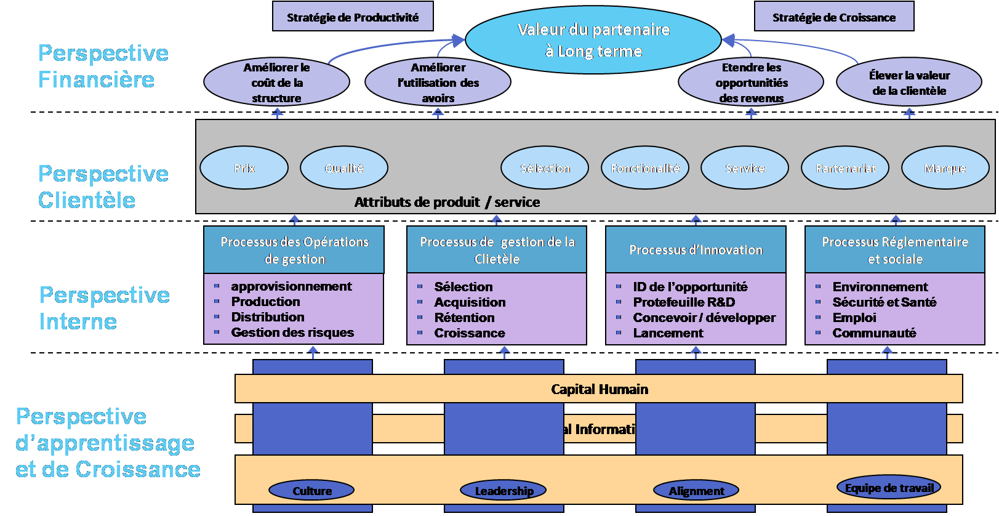 Stratégie de Productivité
Stratégie de Croissance
Valeur du partenaire
à Long terme
Perspective
Financière
Améliorer le
coût de la
structure
Améliorer
l'utilisation des
avoirs
Etendre les
opportunitiés
des revenus
Élever la valeur
de la clientèle
Perspective
Clientèle
Prix
Qualité
Sélection
Fonctionalité
Service
Partenariat
Marque
Attributs de produit / service
Perspective
Interne
Processus des Opérations
de gestion
approvisionnement
Production
Distribution
Gestion des risques
Processus de gestion de la
Clietèle
Sélection
Acquisition
Rétention
Croissance
Processus d'Innovation
ID de l'opportunité
Protefeuille R&D
Concevoir / développer
Lancement
Processus Réglementaire
et sociale
Environnement
Sécurité et Santé
Emploi
Communauté
Perspective
d'apprentissage
et de Croissance
Capital Humain
al Informati
Culture
Leadership
Alignment
Equipe de travail